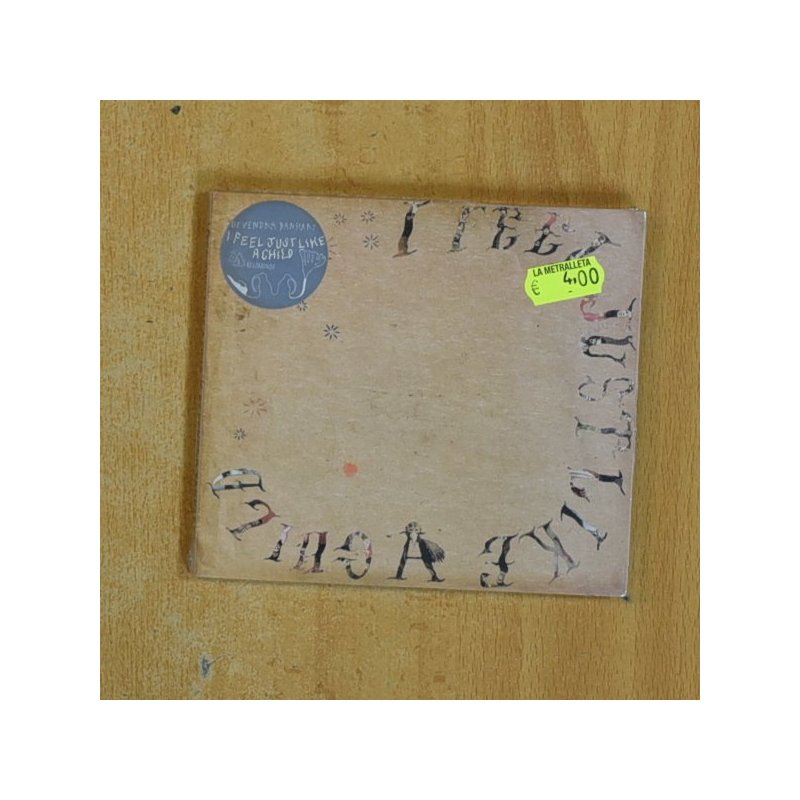 DEVENDRA BANHART
I FEEL JUST LIKE
A CHILD
I FEEL JUST LIKE A CHILD
LA METRALLETA
€ 4.00